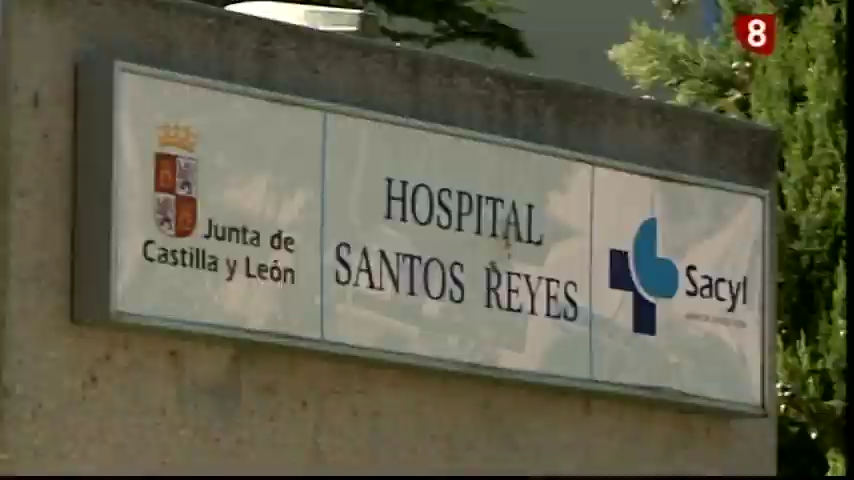 8
Junta de
Castilla y León
HOSPITAL
SANTOS REYES
Sacyl